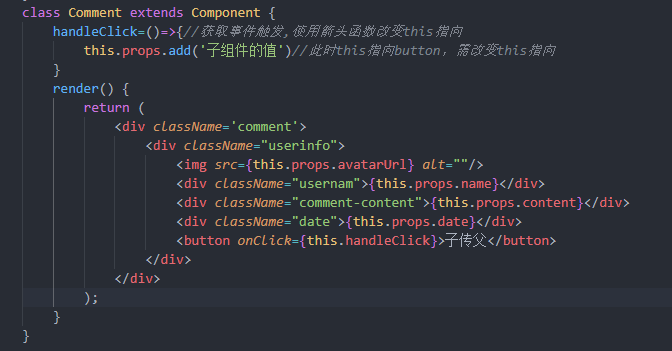 class Comment extends Component {
    handleClick=()=>{//获取事件触发,使用箭头函数改变this指向
        this.props.add('子组件的值')//此时this指向button，需改变this指向
    }
    render() {
        return (
            <div className='comment'>
                <div className="userinfo">
                    <img src={this.props.avatarUrl} alt=""/>
                    <div className="usernam">{this.props.name}</div>
                    <div className="comment-content">{this.props.content}</div>
                    <div className="date">{this.props.date}</div>
                    <button onClick={this.handleClick}>子传父</button>
                </div>
            </div>
        );
    }
}